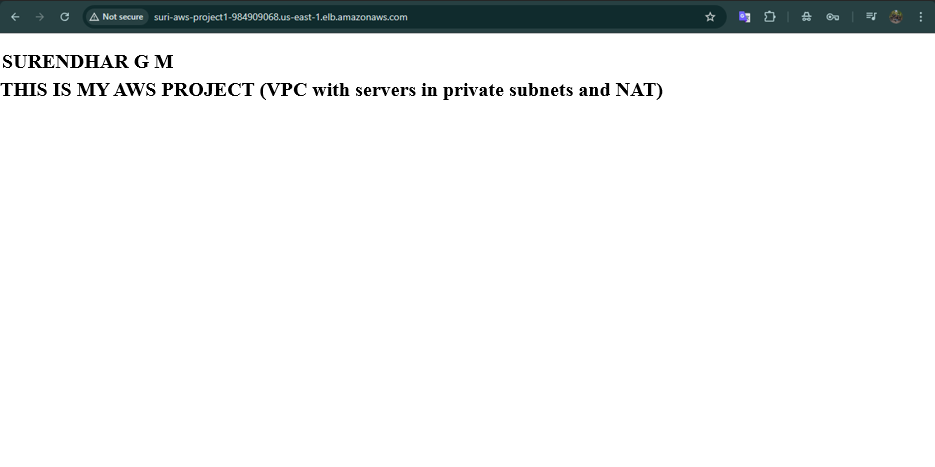 Not secure suri-aws-project1-984909068.us-east-1.elb.amazonaws.com
SURENDHAR G M
THIS IS MY AWS PROJECT (VPC with servers in private subnets and NAT)